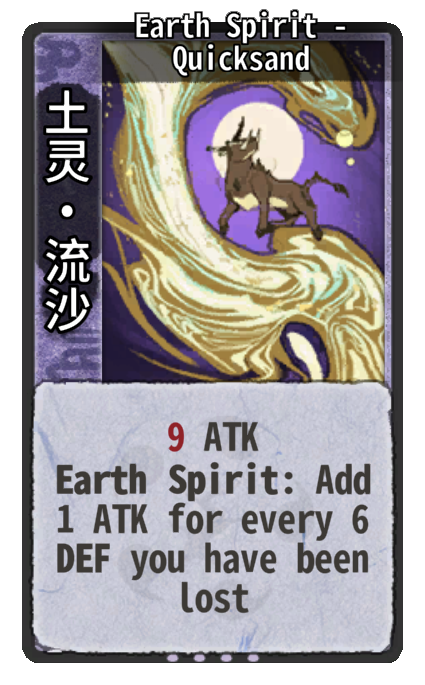 Earth Spirit -
Quicksand
土灵・流沙
9 ATK
Earth Spirit: Add
1 ATK for every 6
DEF you have been
lost